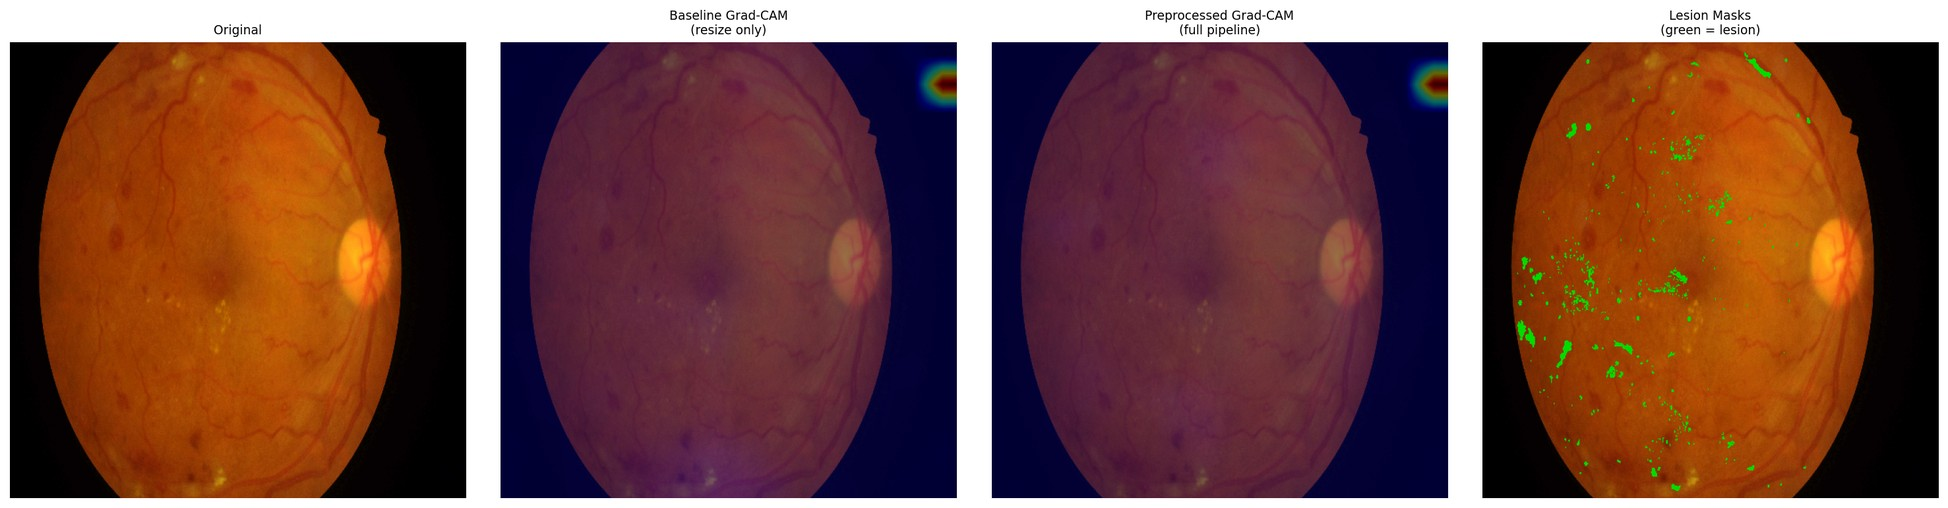 Original
Baseline Grad-CAM
(resize only)
Preprocessed Grad-CAM
(full pipeline)
Lesion Masks
(green = lesion)